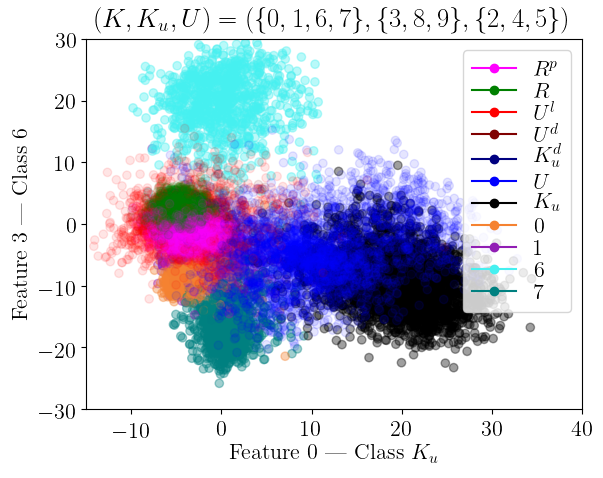 (K, K_u, U) = ({0, 1, 6, 7}, {3, 8, 9}, {2, 4, 5})
30
20
10
0
−10
−20
−30
Feature 3 — Class 6
R^p
R
U^l
U^d
K_u^d
U
K_u
0
1
6
7
−10
0
10
20
30
40
Feature 0 — Class K_u